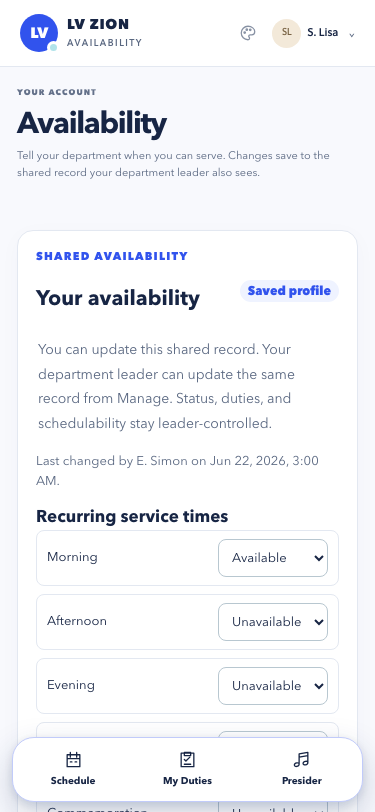 LV
LV ZION
AVAILABILITY
SL
S. Lisa
YOUR ACCOUNT
Availability
Tell your department when you can serve. Changes save to the
shared record your department leader also sees.
SHARED AVAILABILITY
Your availability
Saved profile
You can update this shared record. Your
department leader can update the same
record from Manage. Status, duties, and
schedulability stay leader-controlled.
Last changed by E. Simon on Jun 22, 2026, 3:00
AM.
Recurring service times
Morning
Available
Afternoon
Unavailable
Evening
Unavailable
Schedule
My Duties
Presider